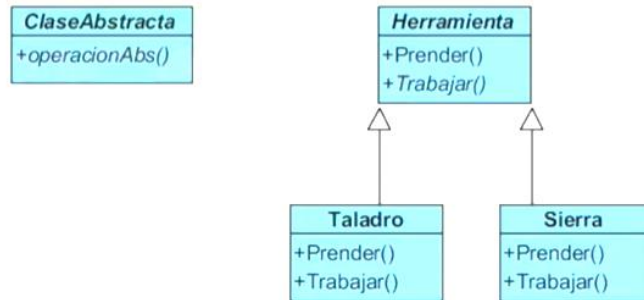 ClaseAbstracta
+operacionAbs()
Herramienta
+Prender()
+Trabajar()
Taladro
+Prender()
+Trabajar()
Sierra
+Prender()
+Trabajar()